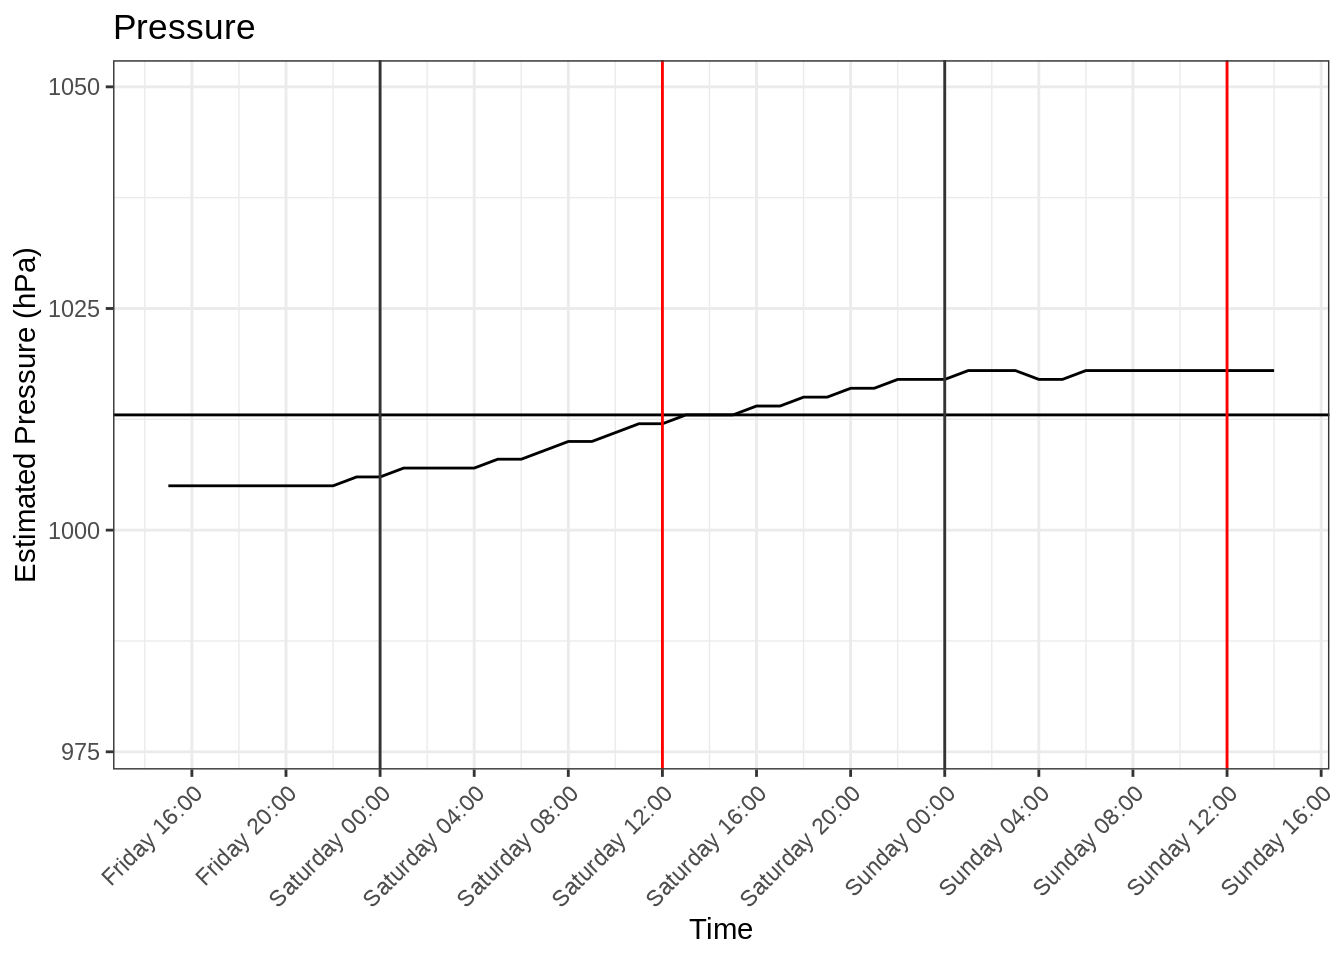 Pressure
Estimated Pressure (hPa)
1050
1025
1000
975
Friday 16:00
Friday 20:00
Saturday 00:00
Saturday 04:00
Saturday 08:00
Saturday 12:00
Saturday 16:00
Saturday 20:00
Sunday 00:00
Sunday 04:00
Sunday 08:00
Sunday 12:00
Sunday 16:00
Time